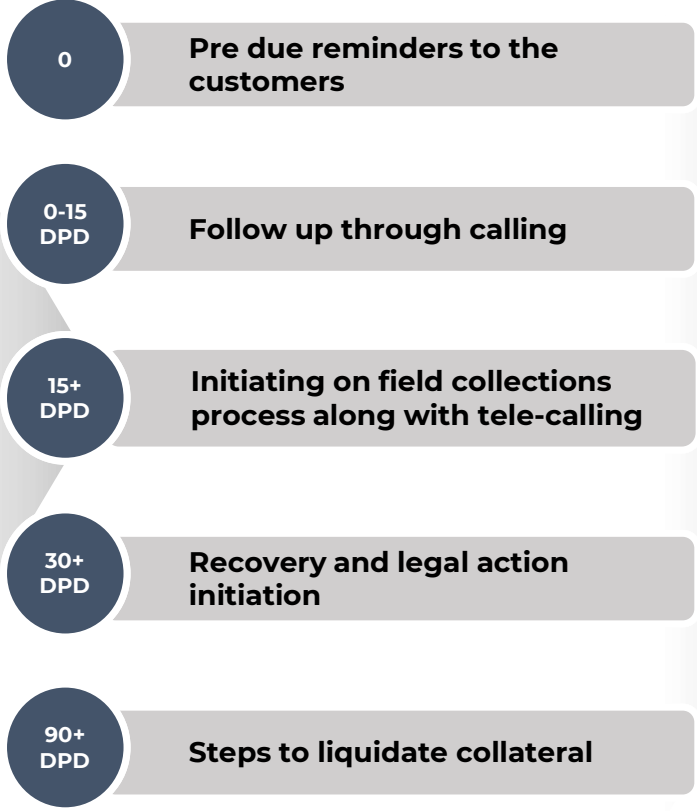 0
Pre due reminders to the
customers
0-15
DPD
Follow up through calling
15+
DPD
Initiating on field collections
process along with tele-calling
30+
DPD
Recovery and legal action
initiation
90+
DPD
Steps to liquidate collateral